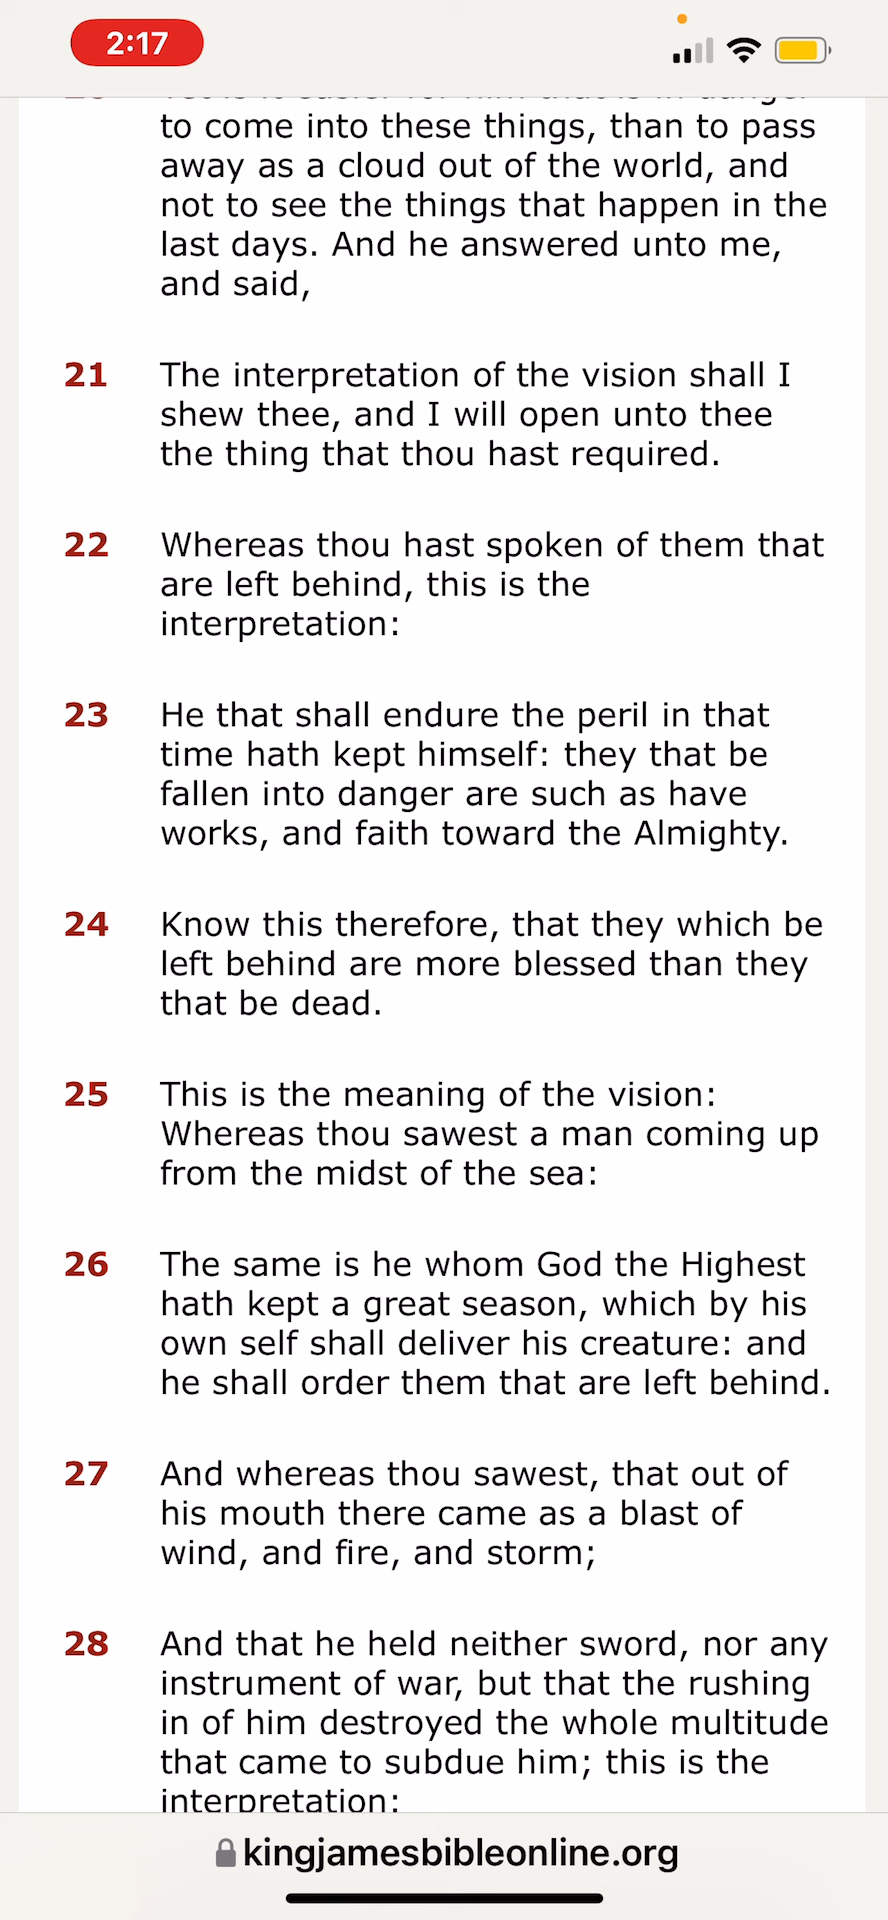 2:17
to come into these things, than to pass
away as a cloud out of the world, and
not to see the things that happen in the
last days. And he answered unto me,
and said,
21 The interpretation of the vision shall I
shew thee, and I will open unto thee
the thing that thou hast required.
22 Whereas thou hast spoken of them that
are left behind, this is the
interpretation:
23 He that shall endure the peril in that
time hath kept himself: they that be
fallen into danger are such as have
works, and faith toward the Almighty.
24 Know this therefore, that they which be
left behind are more blessed than they
that be dead.
25 This is the meaning of the vision:
Whereas thou sawest a man coming up
from the midst of the sea:
26 The same is he whom God the Highest
hath kept a great season, which by his
own self shall deliver his creature: and
he shall order them that are left behind.
27 And whereas thou sawest, that out of
his mouth there came as a blast of
wind, and fire, and storm;
28 And that he held neither sword, nor any
instrument of war, but that the rushing
in of him destroyed the whole multitude
that came to subdue him; this is the
interpretation:
kingjamesbibleonline.org